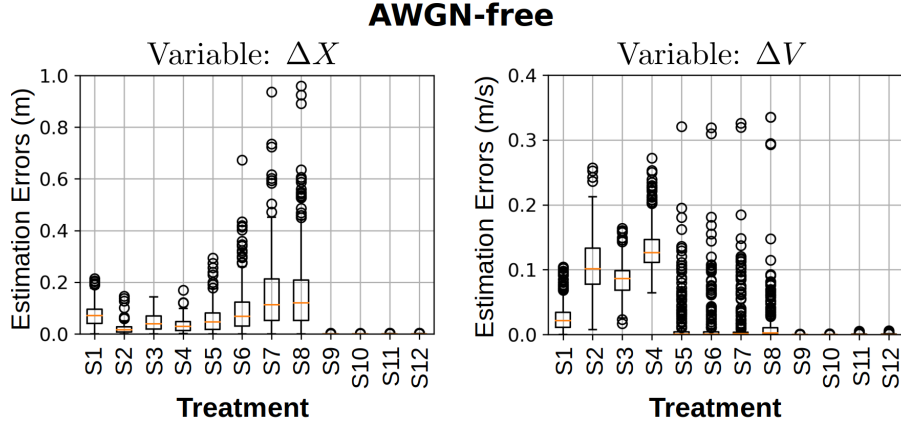 AWGN-free
Variable: ΔX
Estimation Errors (m)
1.0
0.8
0.6
0.4
0.2
0.0
S1 S2 S3 S4 S5 S6 S7 S8 S9 S10 S11 S12
Treatment
Variable: ΔV
Estimation Errors (m/s)
0.4
0.3
0.2
0.1
0.0
S1 S2 S3 S4 S5 S6 S7 S8 S9 S10 S11 S12
Treatment